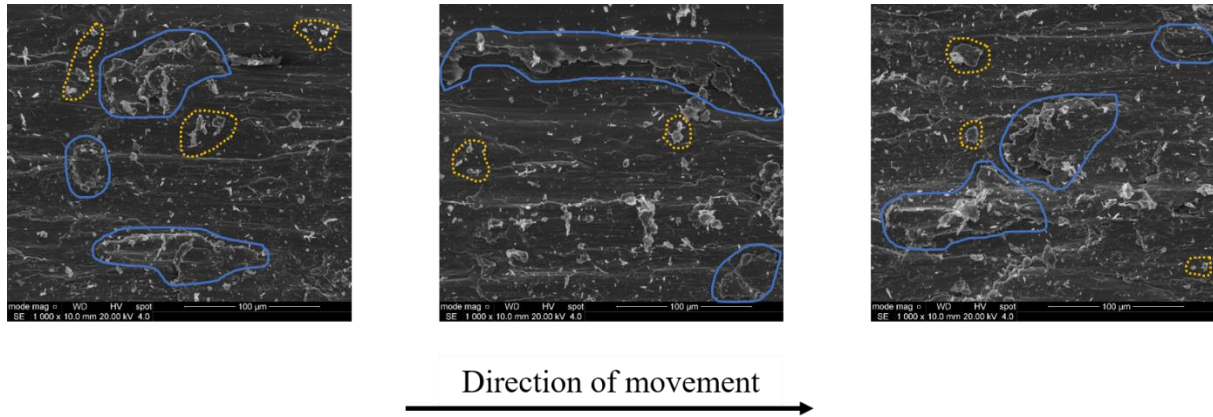 mode mag o WD HV spot 100 µm
SE 1 000 x 10.0 mm 20.00 kV 4.0
mode mag o WD HV spot 100 µm
SE 1 000 x 10.0 mm 20.00 kV 4.0
mode mag o WD HV spot 100 µm
SE 1 000 x 10.0 mm 20.00 kV 4.0
Direction of movement